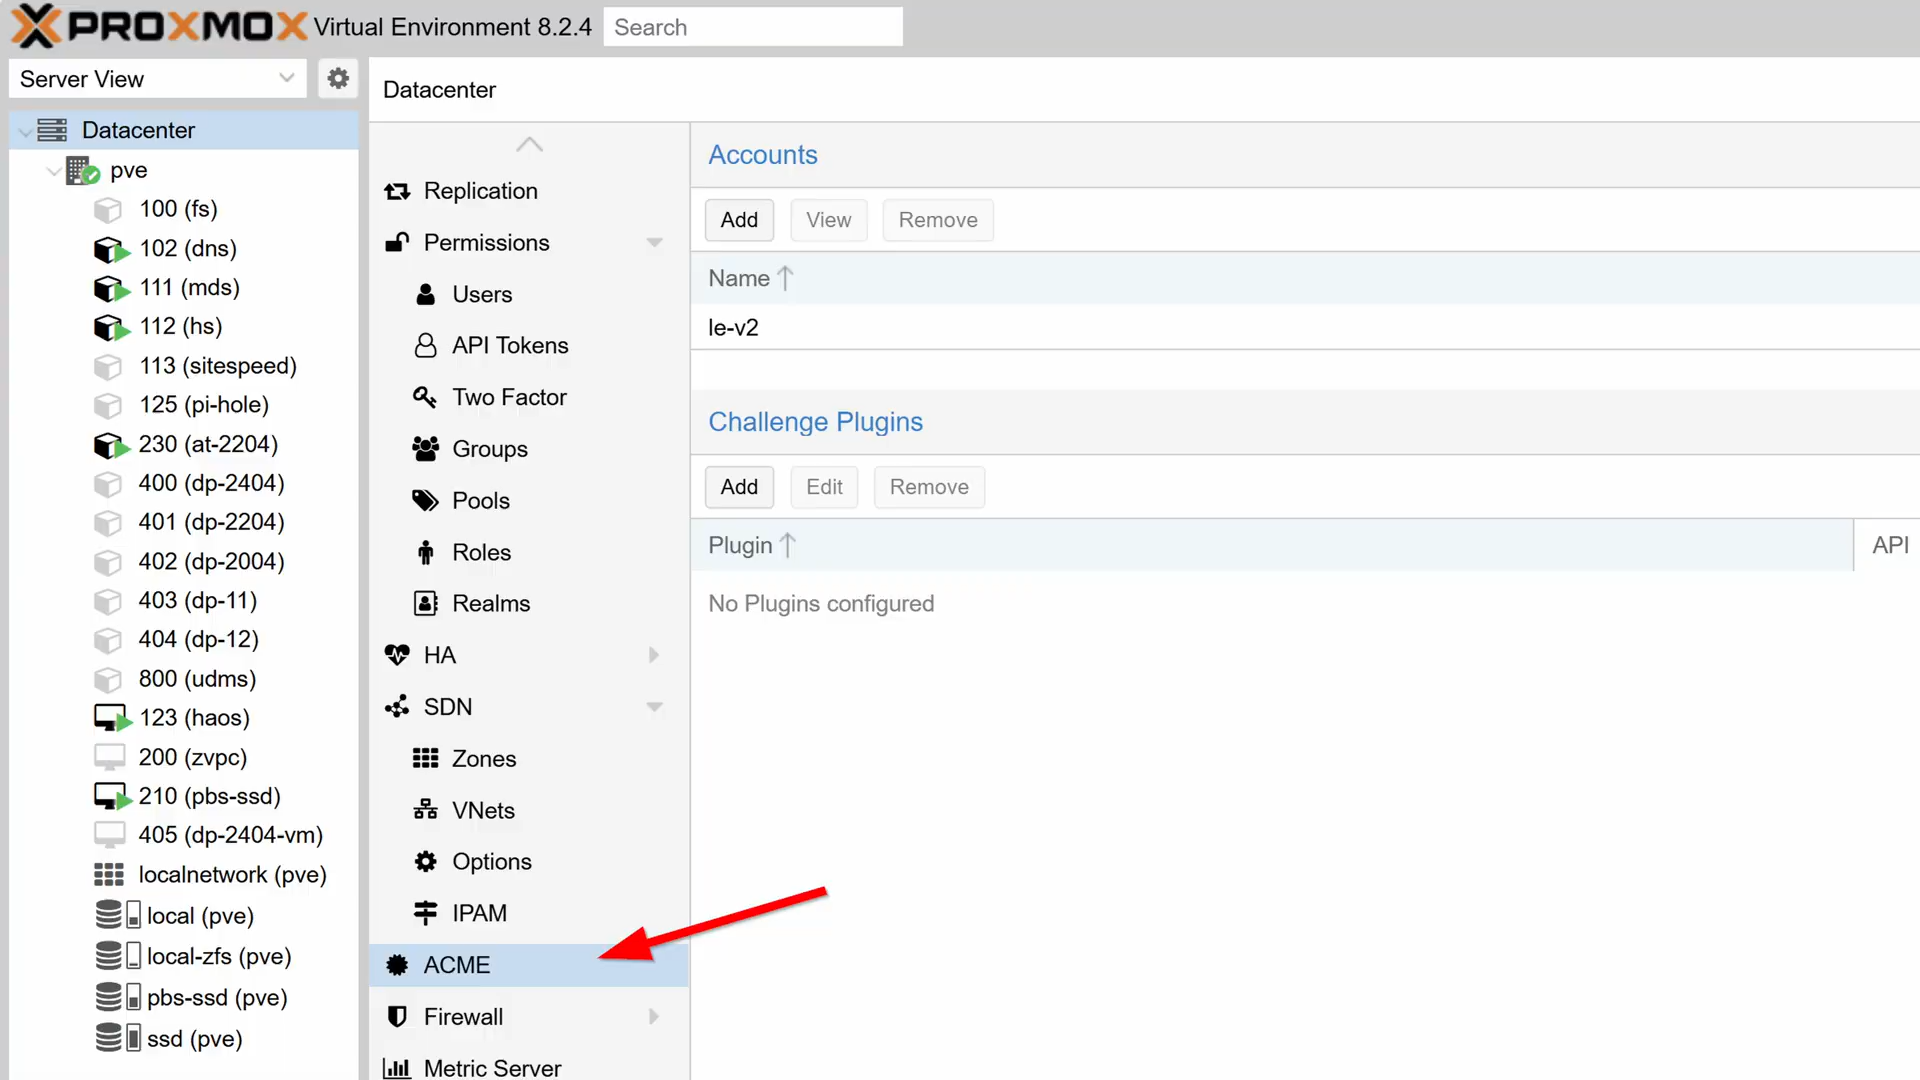 PROXMOX Virtual Environment 8.2.4 Search
Server View
Datacenter
pve
100 (fs)
102 (dns)
111 (mds)
112 (hs)
113 (sitespeed)
125 (pi-hole)
230 (at-2204)
400 (dp-2404)
401 (dp-2204)
402 (dp-2004)
403 (dp-11)
404 (dp-12)
800 (udms)
123 (haos)
200 (zvpc)
210 (pbs-ssd)
405 (dp-2404-vm)
localnetwork (pve)
local (pve)
local-zfs (pve)
pbs-ssd (pve)
ssd (pve)
Datacenter
Replication
Permissions
Users
API Tokens
Two Factor
Groups
Pools
Roles
Realms
HA
SDN
Zones
VNets
Options
IPAM
ACME
Firewall
Metric Server
Accounts
Add View Remove
Name
le-v2
Challenge Plugins
Add Edit Remove
Plugin API
No Plugins configured